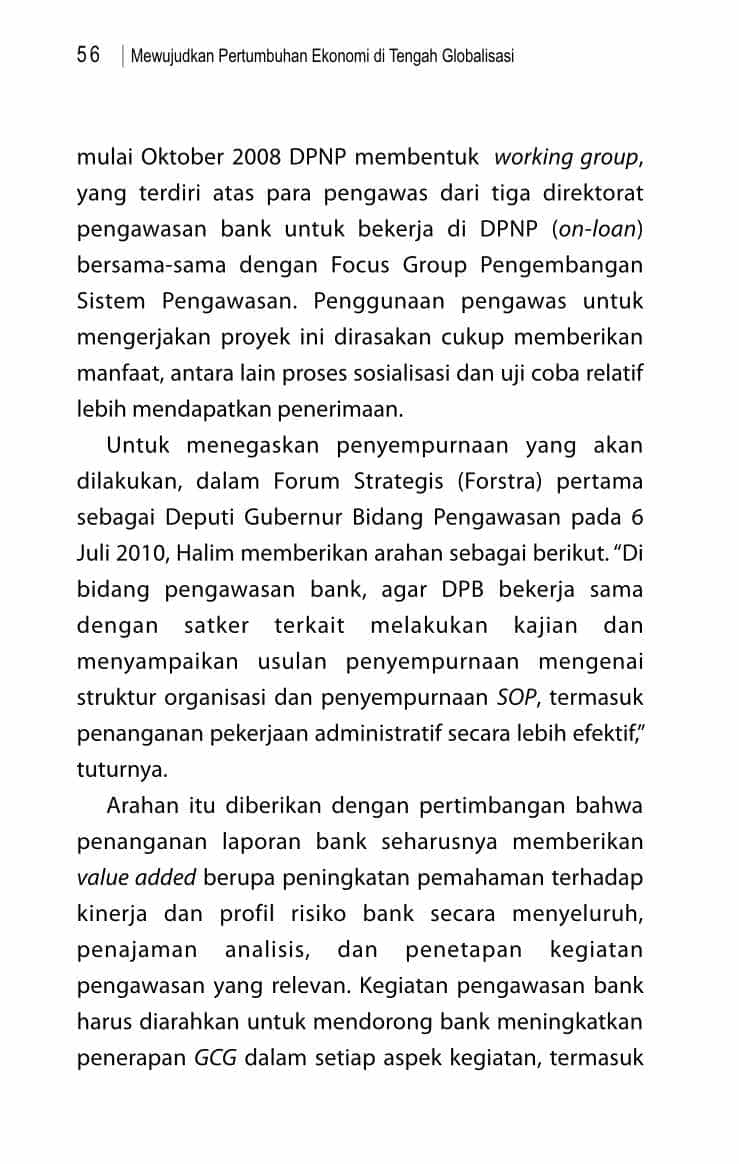 56 | Mewujudkan Pertumbuhan Ekonomi di Tengah Globalisasi
mulai Oktober 2008 DPNP membentuk working group,
yang terdiri atas para pengawas dari tiga direktorat
pengawasan bank untuk bekerja di DPNP (on-loan)
bersama-sama dengan Focus Group Pengembangan
Sistem Pengawasan. Penggunaan pengawas untuk
mengerjakan proyek ini dirasakan cukup memberikan
manfaat, antara lain proses sosialisasi dan uji coba relatif
lebih mendapatkan penerimaan.
Untuk menegaskan penyempurnaan yang akan
dilakukan, dalam Forum Strategis (Forstra) pertama
sebagai Deputi Gubernur Bidang Pengawasan pada 6
Juli 2010, Halim memberikan arahan sebagai berikut. “Di
bidang pengawasan bank, agar DPB bekerja sama
dengan satker terkait melakukan kajian dan
menyampaikan usulan penyempurnaan mengenai
struktur organisasi dan penyempurnaan SOP, termasuk
penanganan pekerjaan administratif secara lebih efektif,”
tuturnya.
Arahan itu diberikan dengan pertimbangan bahwa
penanganan laporan bank seharusnya memberikan
value added berupa peningkatan pemahaman terhadap
kinerja dan profil risiko bank secara menyeluruh,
penajaman analisis, dan penetapan kegiatan
pengawasan yang relevan. Kegiatan pengawasan bank
harus diarahkan untuk mendorong bank meningkatkan
penerapan GCG dalam setiap aspek kegiatan, termasuk